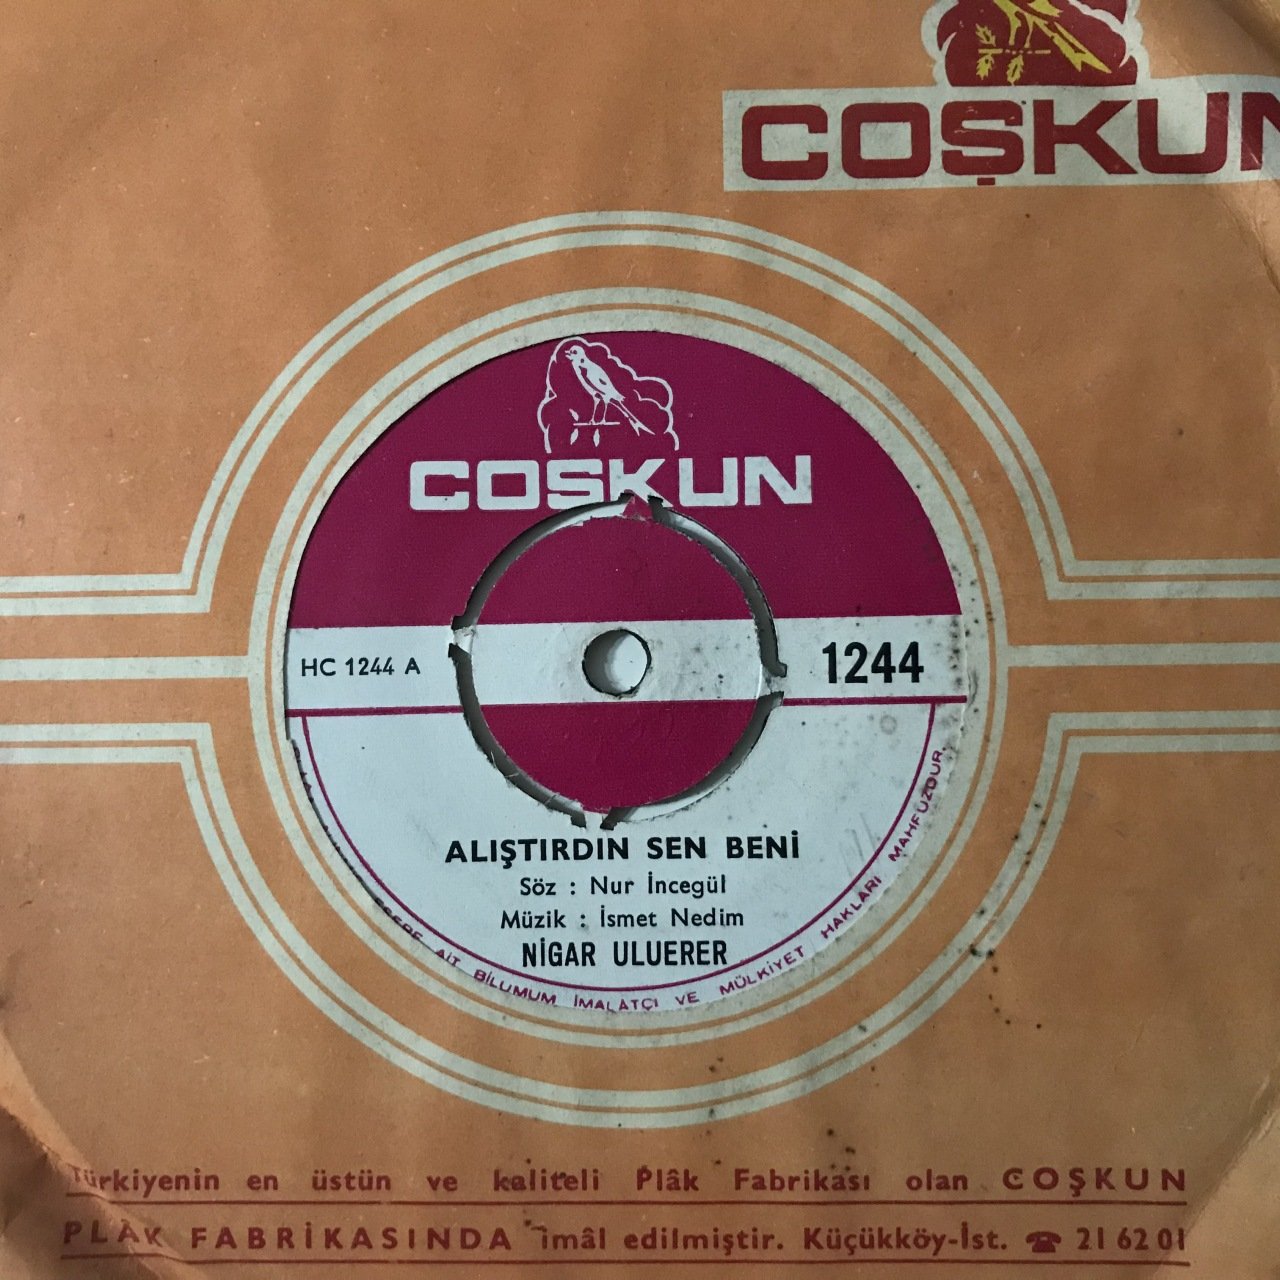 COŞKUN
COŞKUN
HC 1244 A
1244
ALIŞTIRDIN SEN BENİ
Söz : Nur İncegül
Müzik : İsmet Nedim
NİGAR ULUERER
AİT BİLUMUM İMALATÇI VE MÜLKİYET HAKLARI MAHFUZDUR.
Türkiyenin en üstün ve kaliteli Plâk Fabrikası olan COŞKUN
PLÂK FABRİKASINDA imâl edilmiştir. Küçükköy-İst. ☎ 21 62 01